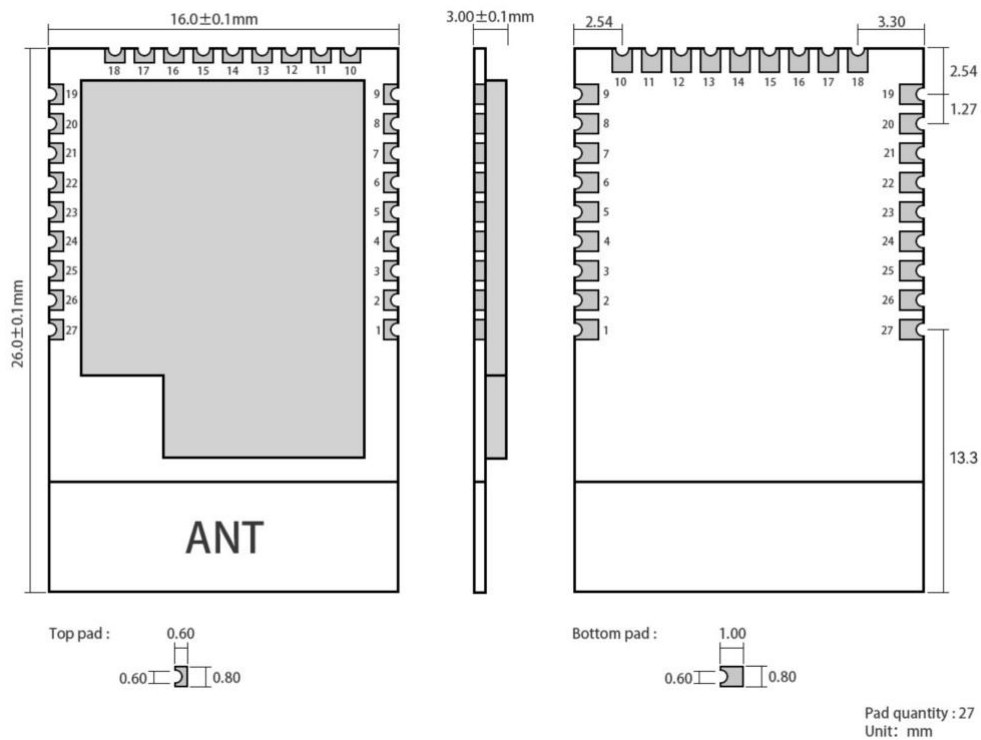 16.0±0.1mm
3.00±0.1mm
2.54
3.30
18 17 16 15 14 13 12 11 10
10 11 12 13 14 15 16 17 18
2.54
19 9
9 19
1.27
20 8
8 20
21 7
7 21
22 6
6 22
23 5
5 23
24 4
4 24
25 3
3 25
26 2
2 26
27 1
1 27
26.0±0.1mm
13.3
ANT
Top pad :
0.60
0.60
0.80
Bottom pad :
1.00
0.60
0.80
Pad quantity : 27
Unit: mm